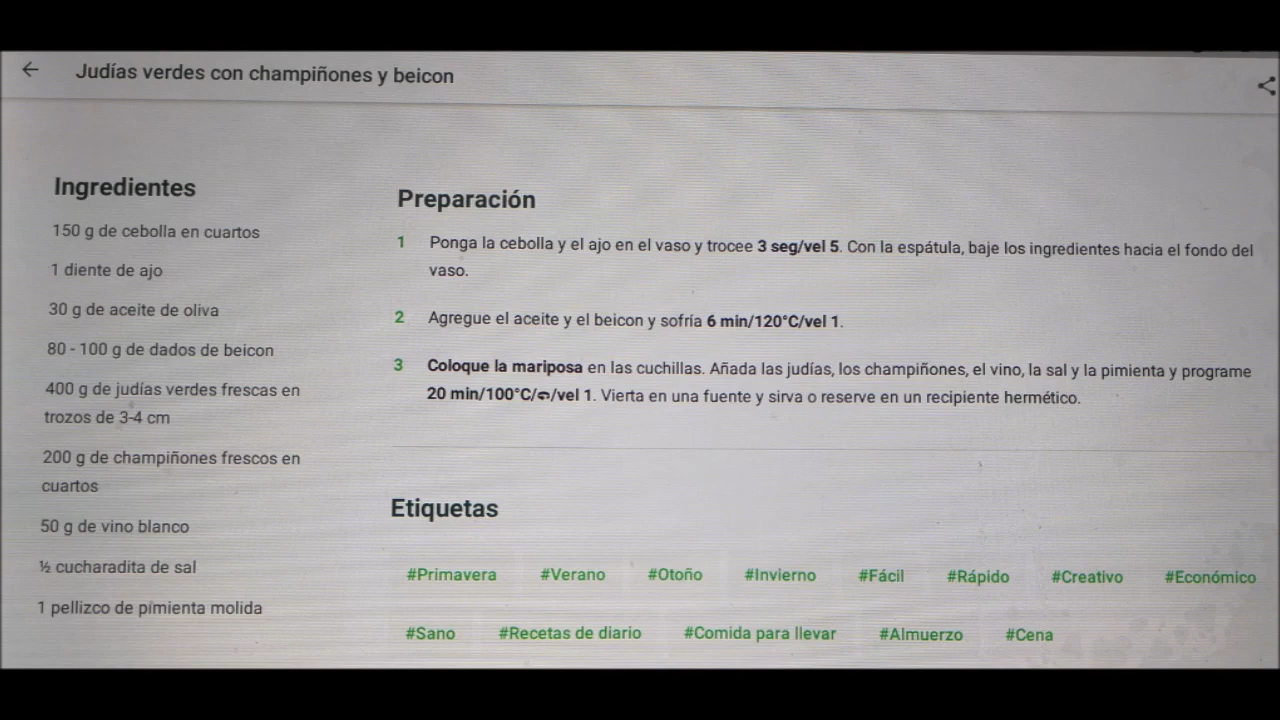 Judías verdes con champiñones y beicon
Ingredientes
150 g de cebolla en cuartos
1 diente de ajo
30 g de aceite de oliva
80 - 100 g de dados de beicon
400 g de judías verdes frescas en
trozos de 3-4 cm
200 g de champiñones frescos en
cuartos
50 g de vino blanco
½ cucharadita de sal
1 pellizco de pimienta molida
Preparación
1 Ponga la cebolla y el ajo en el vaso y trocee 3 seg/vel 5. Con la espátula, baje los ingredientes hacia el fondo del
vaso.
2 Agregue el aceite y el beicon y sofría 6 min/120°C/vel 1.
3 Coloque la mariposa en las cuchillas. Añada las judías, los champiñones, el vino, la sal y la pimienta y programe
20 min/100°C//vel 1. Vierta en una fuente y sirva o reserve en un recipiente hermético.
Etiquetas
#Primavera #Verano #Otoño #Invierno #Fácil #Rápido #Creativo #Económico
#Sano #Recetas de diario #Comida para llevar #Almuerzo #Cena